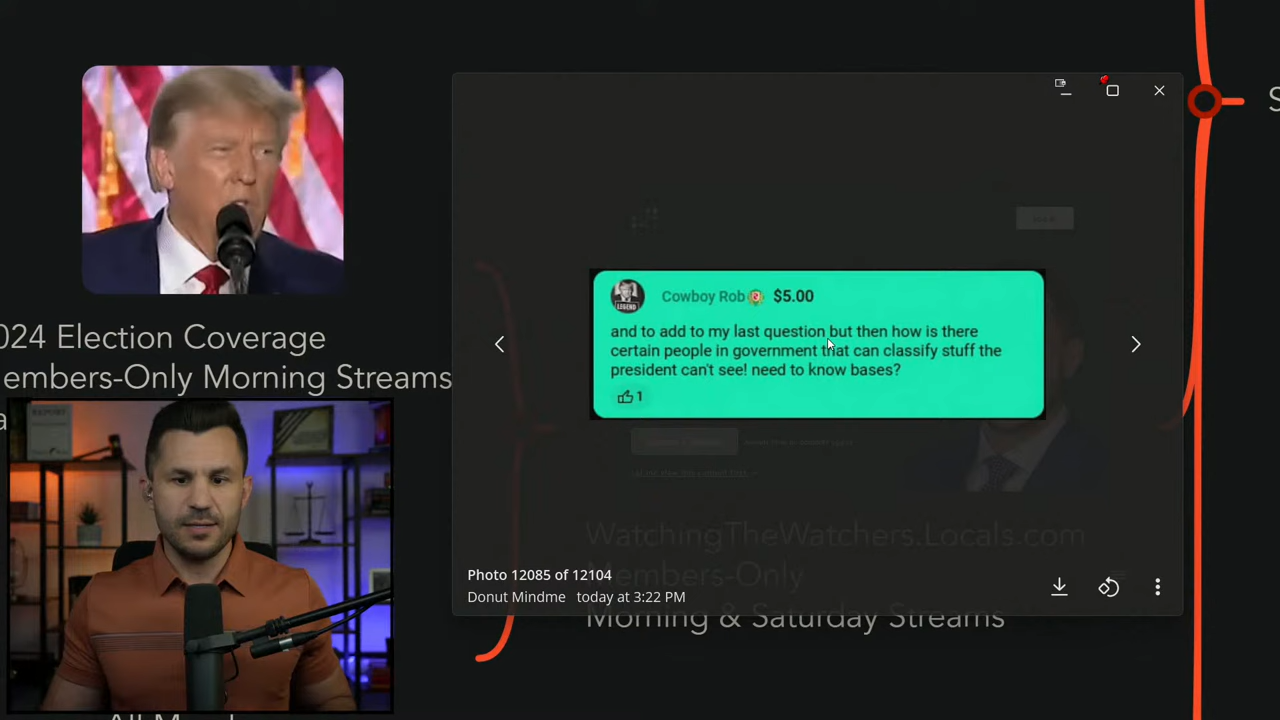 024 Election Coverage
embers-Only Morning Streams
a
Cowboy Rob $5.00
and to add to my last question but then how is there
certain people in government that can classify stuff the
president can't see! need to know bases?
1
LEGEND
WatchingTheWatchers.Locals.com
Members-Only
Morning & Saturday Streams
Photo 12085 of 12104
Donut Mindme today at 3:22 PM
S